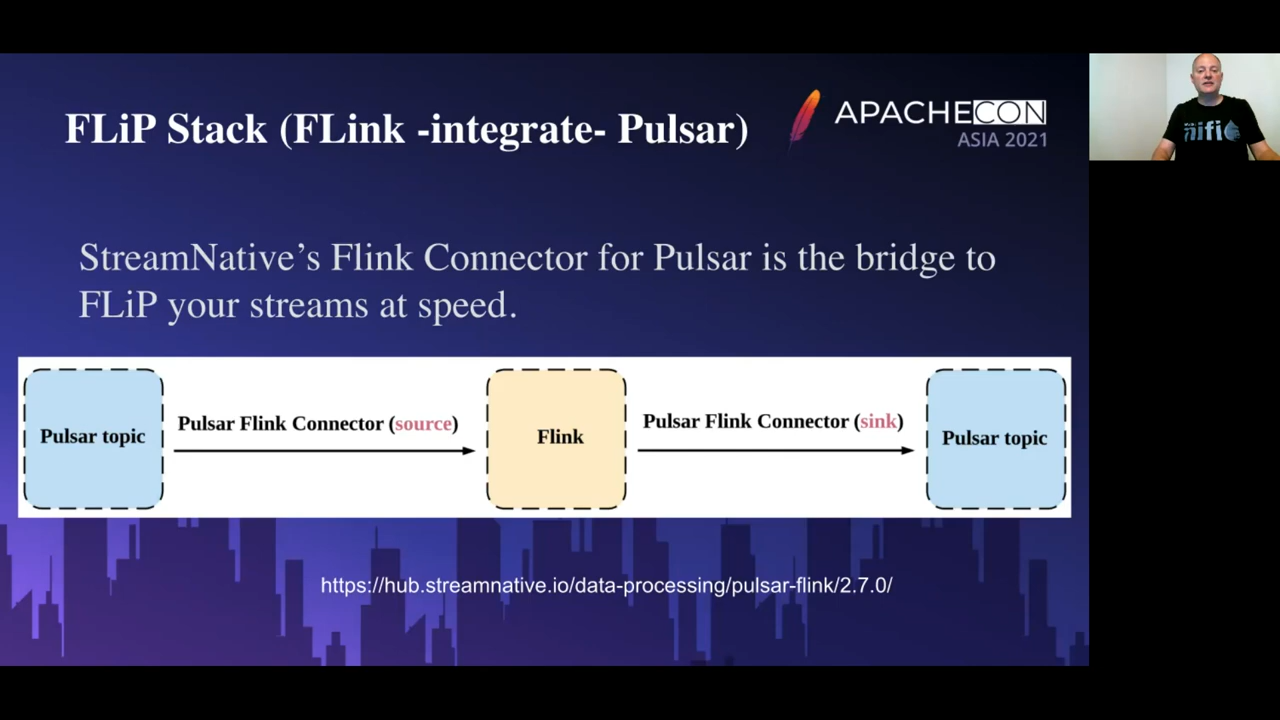 FLiP Stack (FLink -integrate- Pulsar)
APACHECON
ASIA 2021
nifi
StreamNative's Flink Connector for Pulsar is the bridge to
FLiP your streams at speed.
Pulsar topic
Pulsar Flink Connector (source)
Flink
Pulsar Flink Connector (sink)
Pulsar topic
https://hub.streamnative.io/data-processing/pulsar-flink/2.7.0/